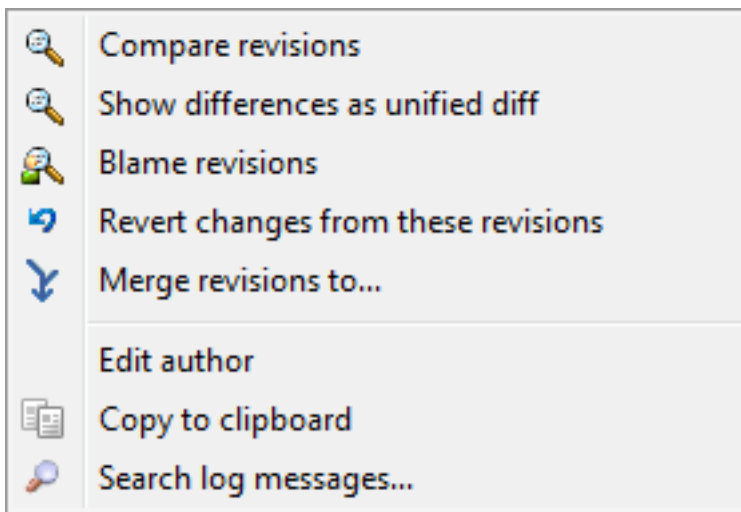 Compare revisions
Show differences as unified diff
Blame revisions
Revert changes from these revisions
Merge revisions to...
Edit author
Copy to clipboard
Search log messages...